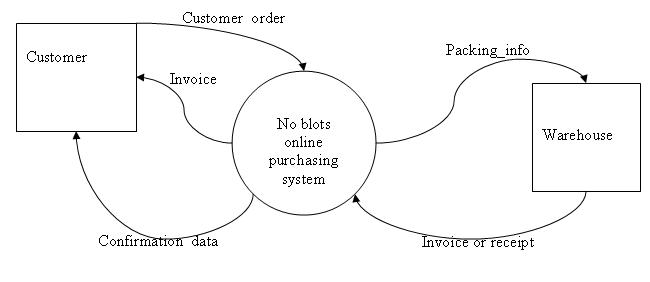 Customer order
Customer
Packing_info
Invoice
No blots
online
purchasing
system
Warehouse
Confirmation data
Invoice or receipt